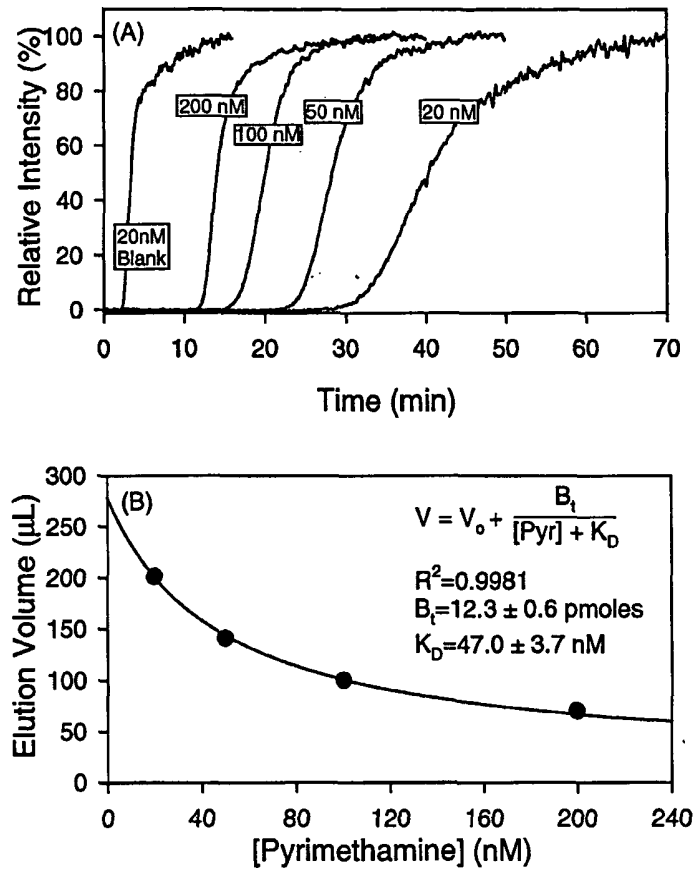 (A)
Relative Intensity (%)
100
80
60
40
20
0
20nM
Blank
200 nM
100 nM
50 nM
20 nM
0 10 20 30 40 50 60 70
Time (min)
(B)
Elution Volume (µL)
300
250
200
150
100
50
0
V = V₀ + Bₜ / ([Pyr] + K_D)
R²=0.9981
Bₜ=12.3 ± 0.6 pmoles
K_D=47.0 ± 3.7 nM
0 40 80 120 160 200 240
[Pyrimethamine] (nM)